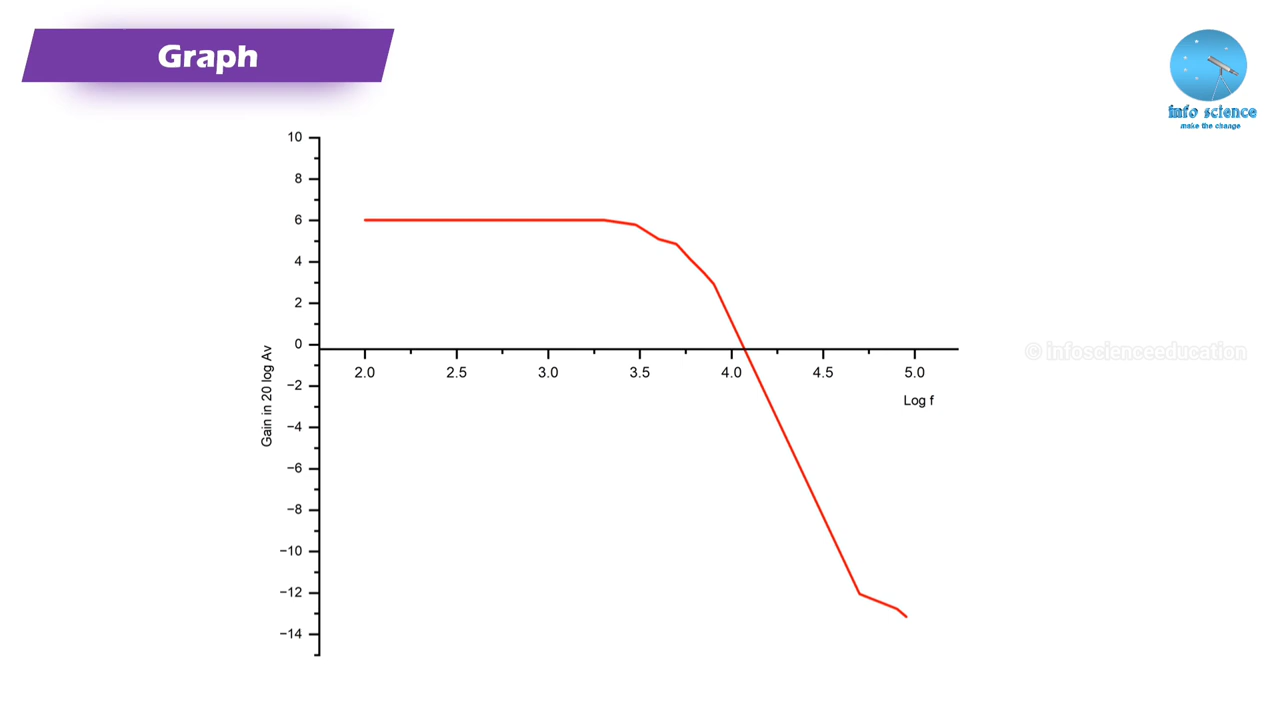 Graph
info science
make the change
10
8
6
4
2
0
−2
−4
−6
−8
−10
−12
−14
Gain in 20 log Av
2.0 2.5 3.0 3.5 4.0 4.5 5.0
Log f
© infoscienceeducation